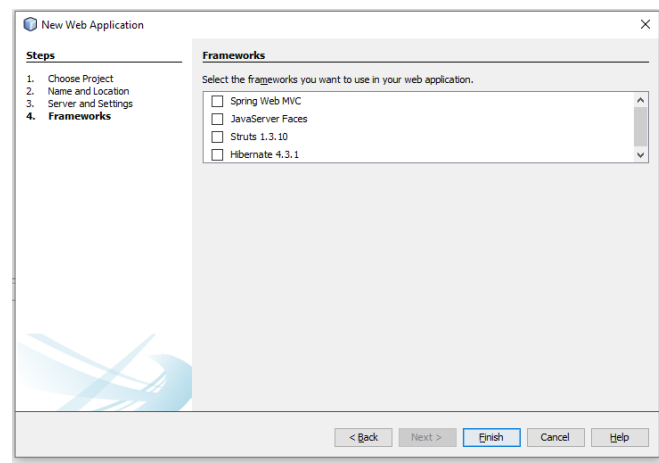 New Web Application
Steps
1. Choose Project
2. Name and Location
3. Server and Settings
4. Frameworks
Frameworks
Select the frameworks you want to use in your web application.
Spring Web MVC
JavaServer Faces
Struts 1.3.10
Hibernate 4.3.1
< Back
Next >
Finish
Cancel
Help